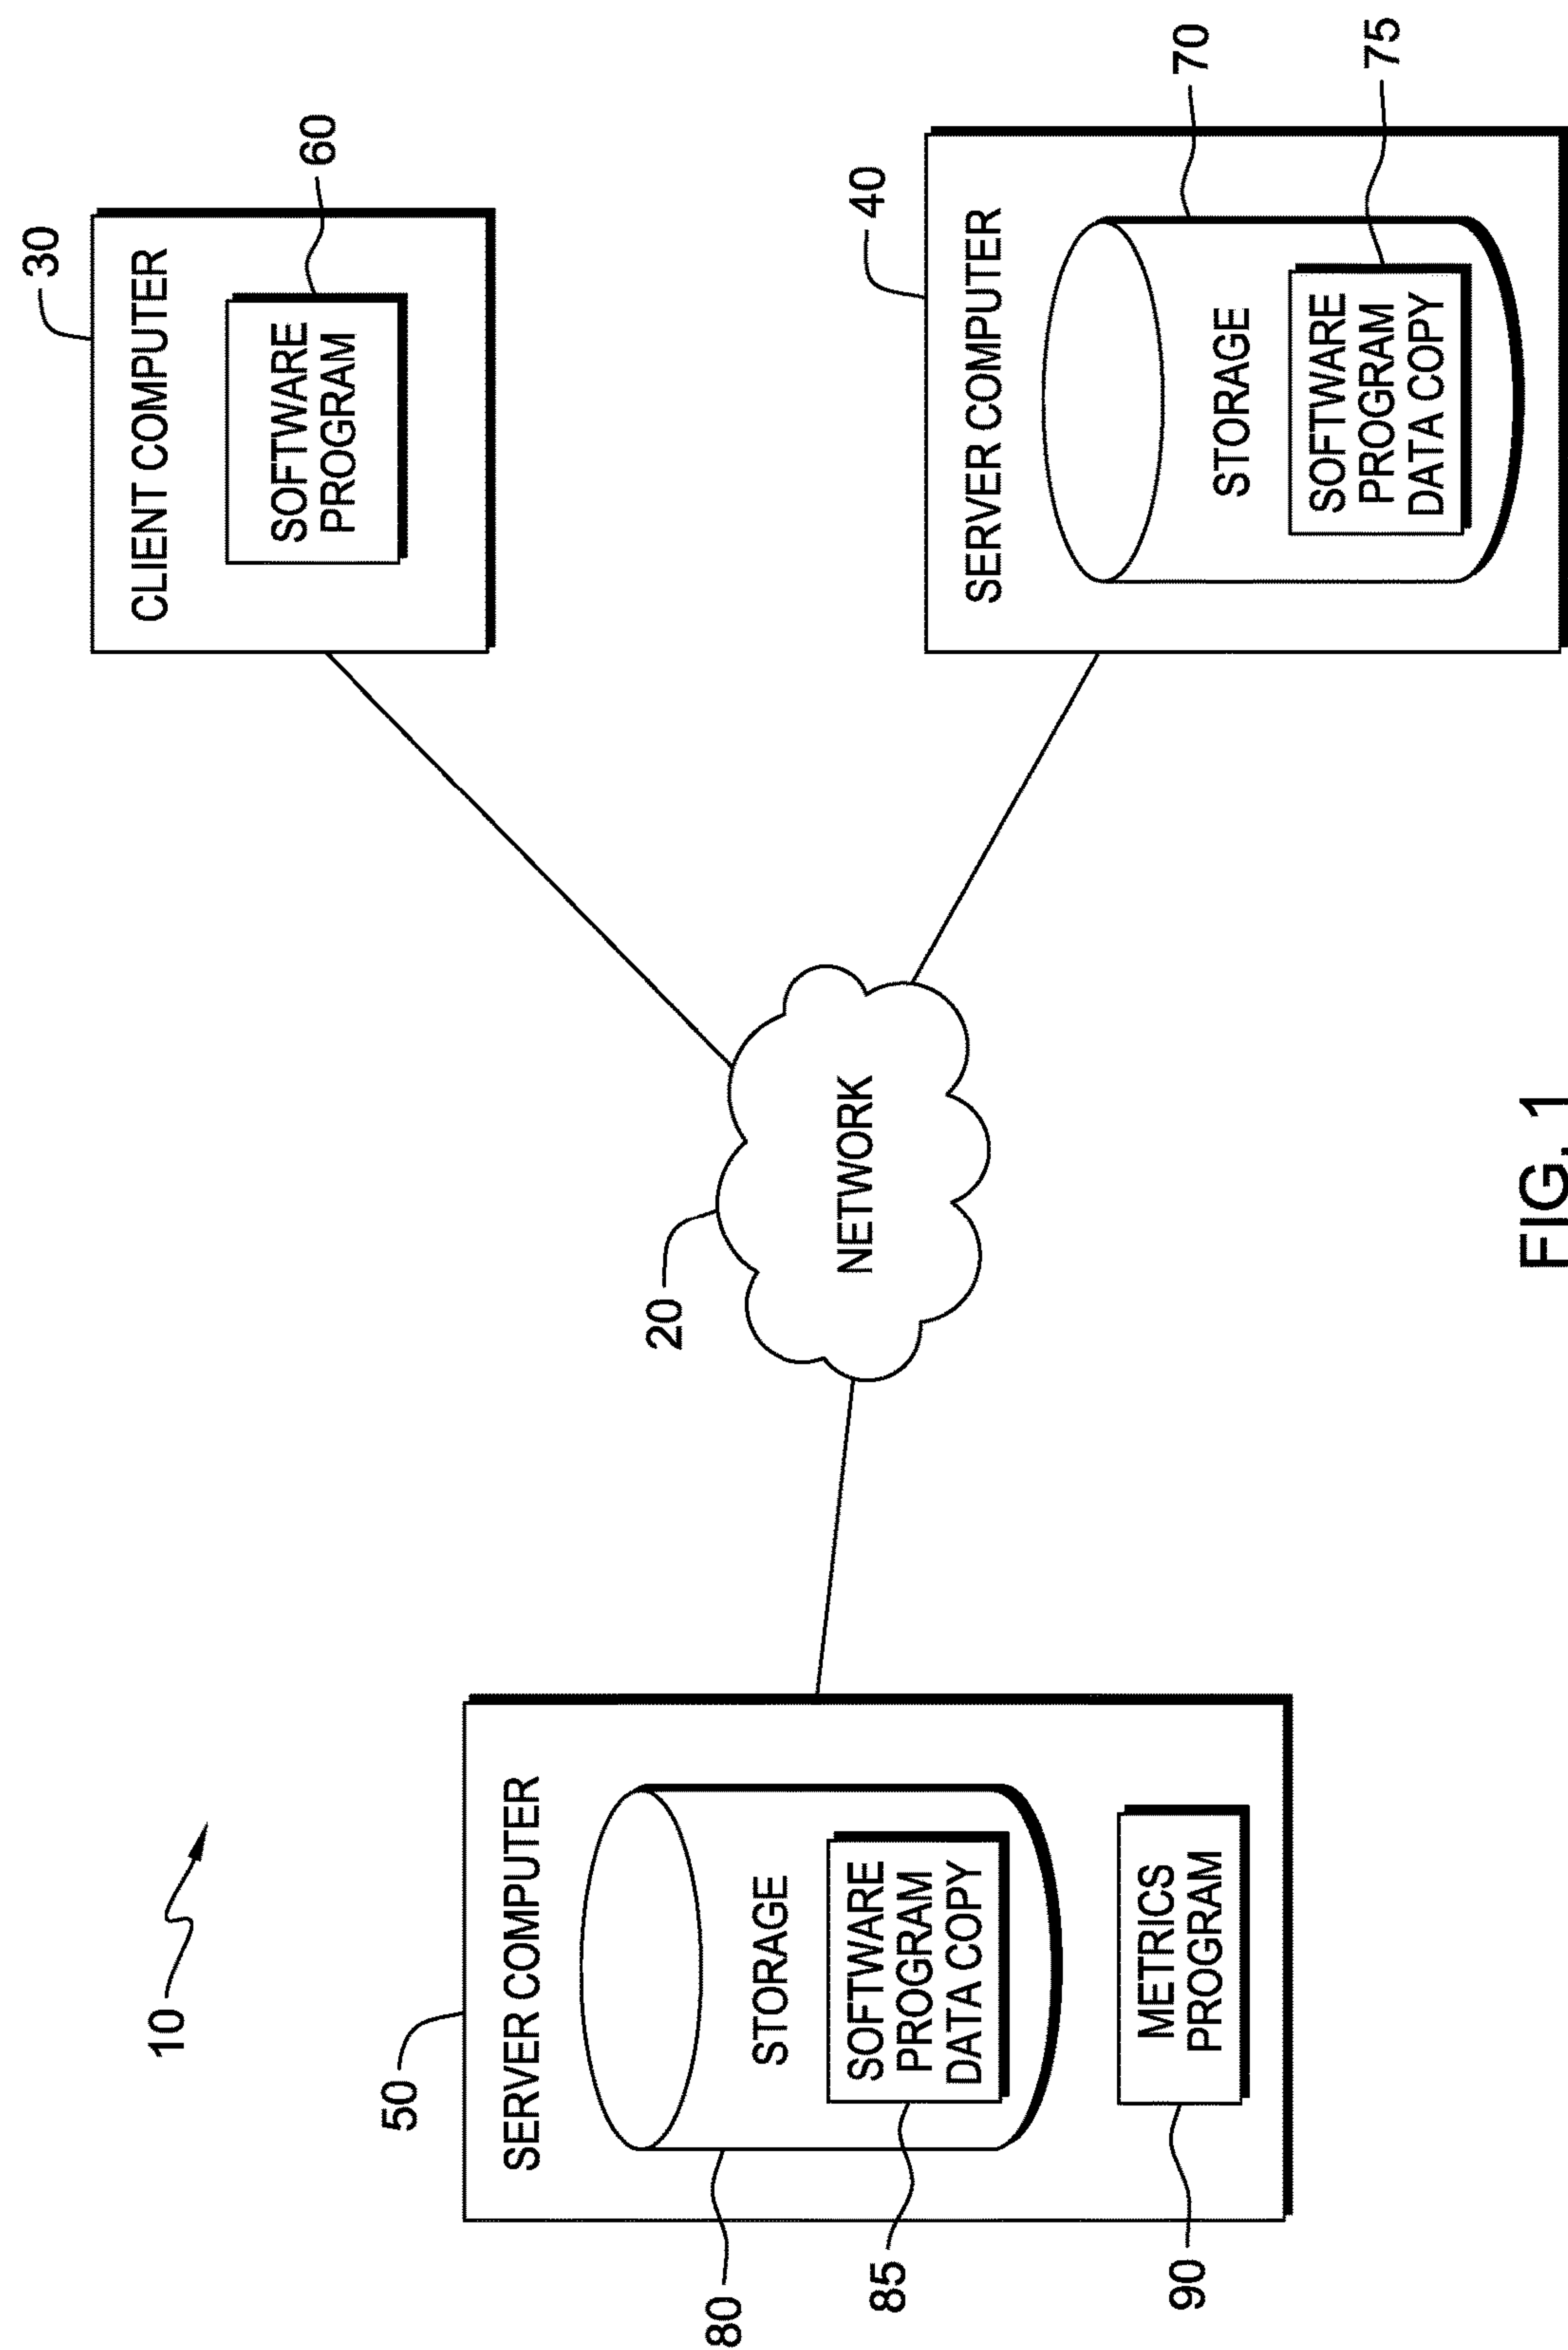 10
50
SERVER COMPUTER
80
STORAGE
85
SOFTWARE
PROGRAM
DATA COPY
90
METRICS
PROGRAM
20
NETWORK
30
CLIENT COMPUTER
60
SOFTWARE
PROGRAM
40
SERVER COMPUTER
70
STORAGE
75
SOFTWARE
PROGRAM
DATA COPY
FIG. 1